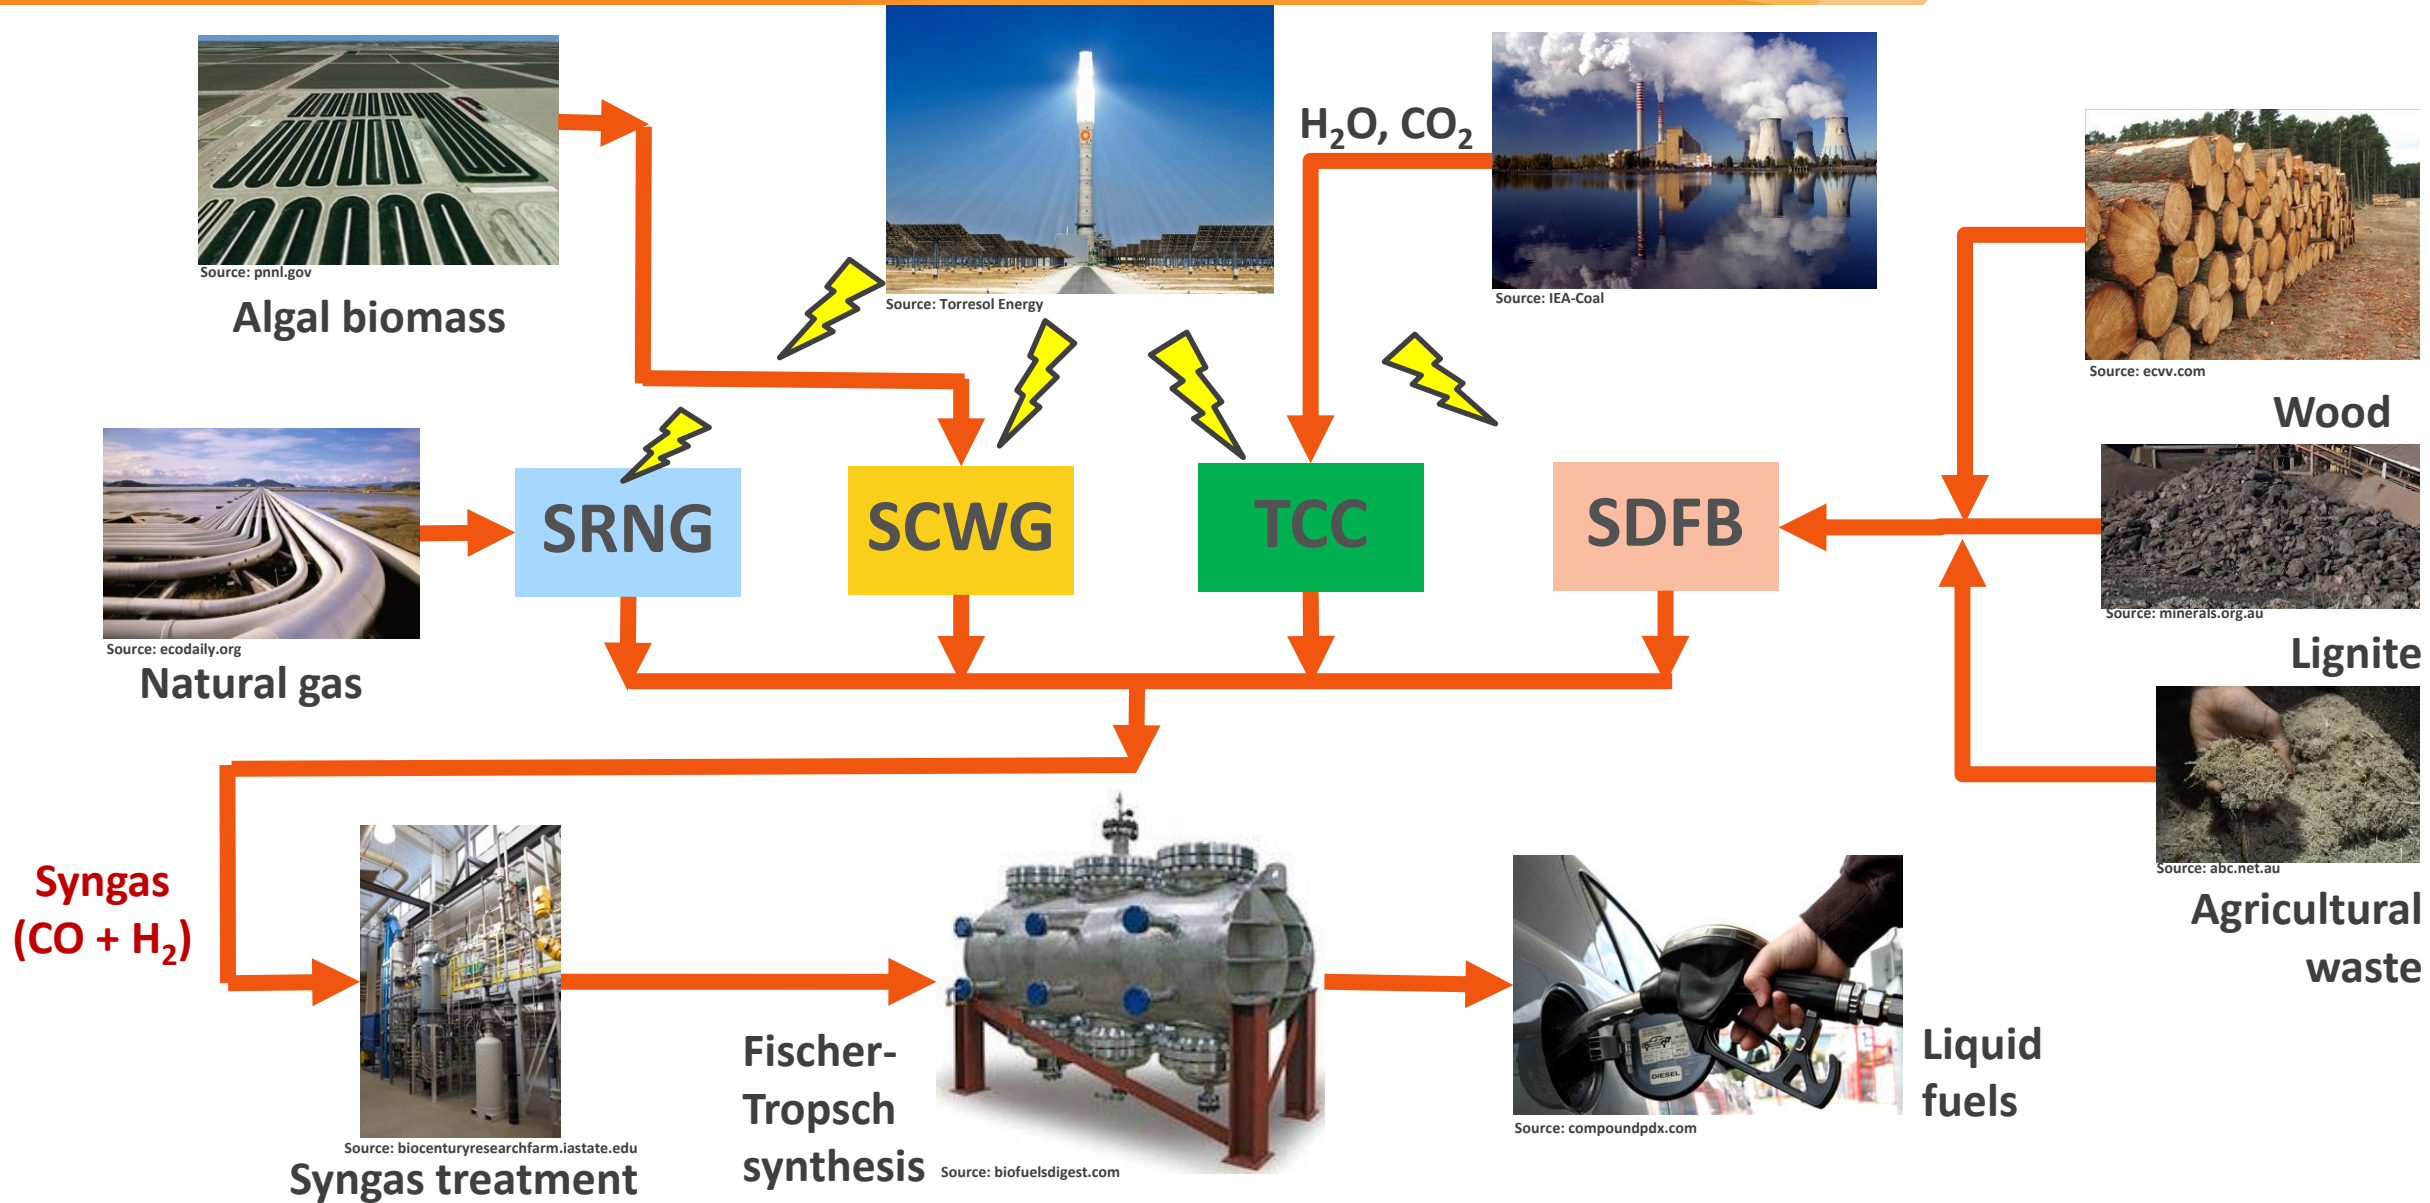 H₂O, CO₂
Source: pnnl.gov
Algal biomass
Source: Torresol Energy
Source: IEA-Coal
Source: ecvv.com
Wood
SRNG
SCWG
TCC
SDFB
Source: ecodaily.org
Natural gas
Source: minerals.org.au
Lignite
Source: abc.net.au
Agricultural
waste
Syngas
(CO + H₂)
Source: biocenturyresearchfarm.iastate.edu
Syngas treatment
Fischer-
Tropsch
synthesis
Source: biofuelsdigest.com
DIESEL
Source: compoundpdx.com
Liquid
fuels